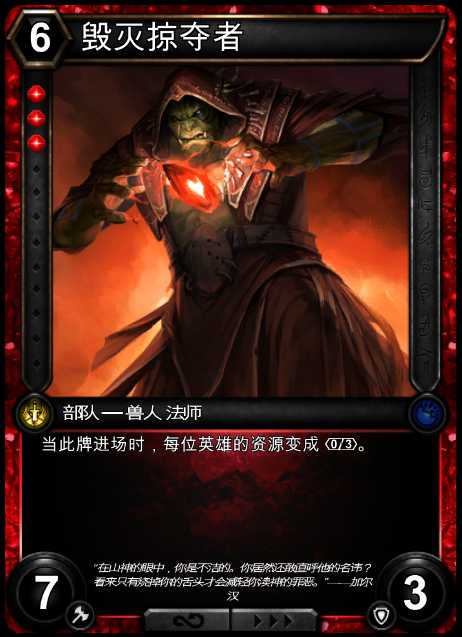 6
毁灭掠夺者
部队 — 兽人 法师
当此牌进场时，每位英雄的资源变成 <0/3>。
"在山神的眼中，你是不洁的。你居然还敢直呼他的名讳？
看来只有烧掉你的舌头才会减轻你渎神的罪恶。"——加尔
汉
7
3